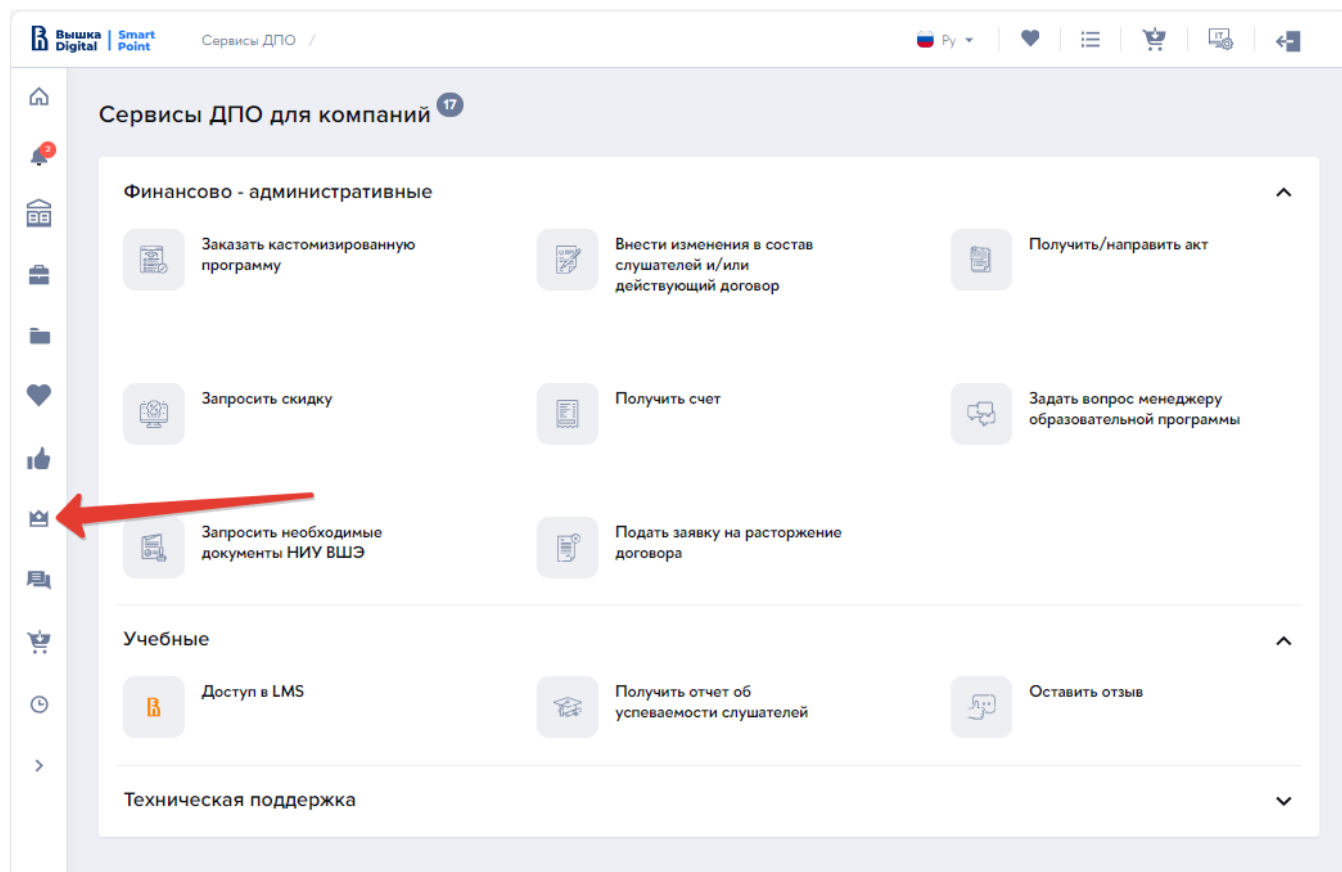 Вышка
Digital
Smart
Point
Сервисы ДПО /
Ру
IT
Сервисы ДПО для компаний 17
2
Финансово - административные
Заказать кастомизированную
программу
Внести изменения в состав
слушателей и/или
действующий договор
Получить/направить акт
Запросить скидку
Получить счет
Задать вопрос менеджеру
образовательной программы
Запросить необходимые
документы НИУ ВШЭ
Подать заявку на расторжение
договора
Учебные
Доступ в LMS
Получить отчет об
успеваемости слушателей
Оставить отзыв
Техническая поддержка